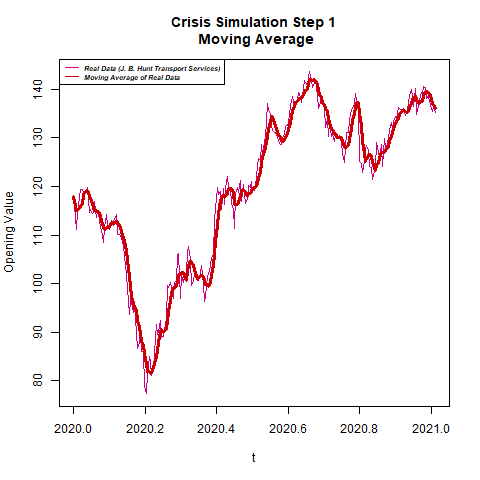 Crisis Simulation Step 1
Moving Average
Real Data (J. B. Hunt Transport Services)
Moving Average of Real Data
Opening Value
140
130
120
110
100
90
80
2020.0 2020.2 2020.4 2020.6 2020.8 2021.0
t